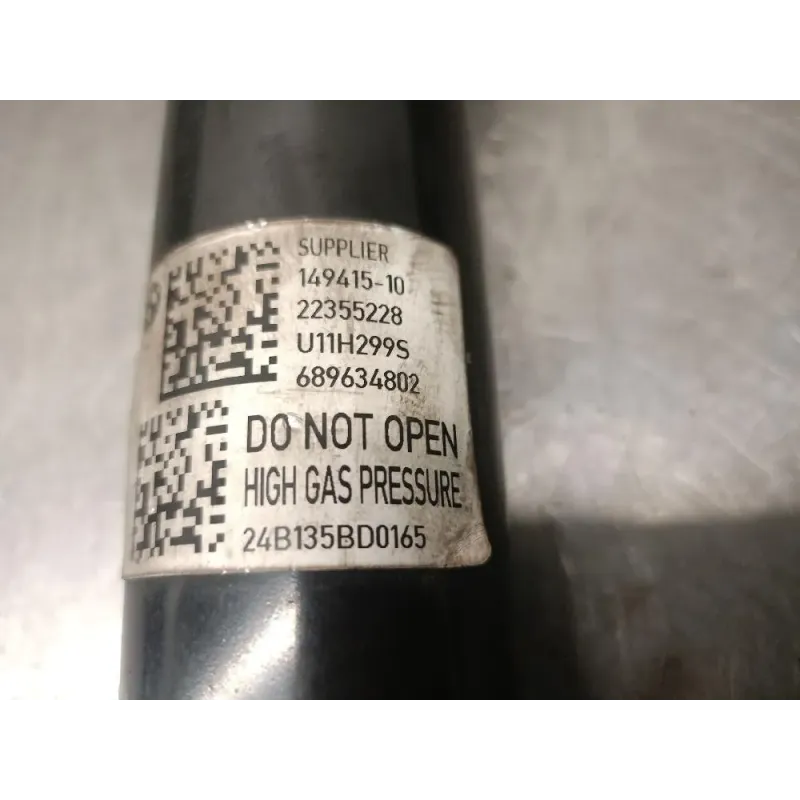 SUPPLIER
149415-10
22355228
U11H299S
689634802
DO NOT OPEN
HIGH GAS PRESSURE
24B135BD0165